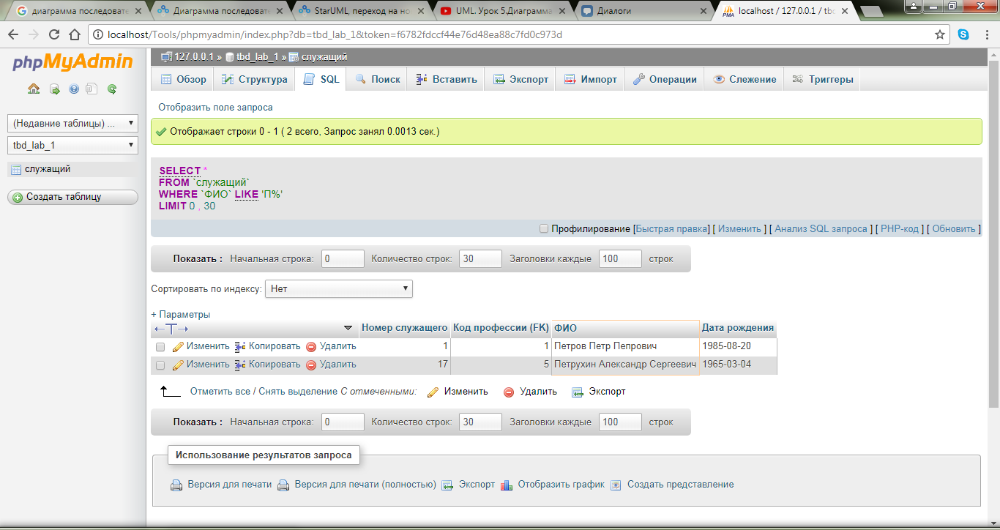 диаграмма последовате
Диаграмма последоват
StarUML, переход на но
UML. Урок 5.Диаграмма
Диалоги
localhost / 127.0.0.1 / tbd
localhost/Tools/phpmyadmin/index.php?db=tbd_lab_1&token=f6782fdccf44e76d48ea88c7fd0c973d
phpMyAdmin
(Недавние таблицы) ...
tbd_lab_1
служащий
Создать таблицу
127.0.0.1 » tbd_lab_1 » служащий
Обзор Структура SQL Поиск Вставить Экспорт Импорт Операции Слежение Триггеры
Отобразить поле запроса
Отображает строки 0 - 1 ( 2 всего, Запрос занял 0.0013 сек.)
SELECT *
FROM `служащий`
WHERE `ФИО` LIKE 'П%'
LIMIT 0 , 30
Профилирование [Быстрая правка] [ Изменить ] [ Анализ SQL запроса ] [ PHP-код ] [ Обновить ]
Показать : Начальная строка: 0 Количество строк: 30 Заголовки каждые 100 строк
Сортировать по индексу: Нет
+ Параметры
←T→ Номер служащего Код профессии (FK) ФИО Дата рождения
Изменить Копировать Удалить 1 1 Петров Петр Пепрович 1985-08-20
Изменить Копировать Удалить 17 5 Петрухин Александр Сергеевич 1965-03-04
Отметить все / Снять выделение С отмеченными: Изменить Удалить Экспорт
Показать : Начальная строка: 0 Количество строк: 30 Заголовки каждые 100 строк
Использование результатов запроса
Версия для печати Версия для печати (полностью) Экспорт Отобразить график Создать представление